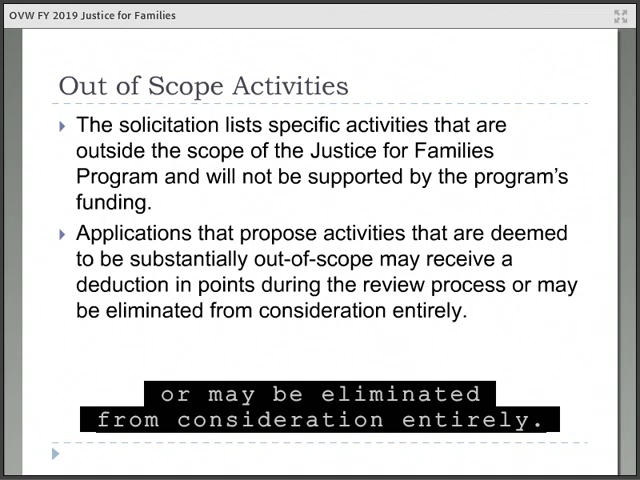 OVW FY 2019 Justice for Families
Out of Scope Activities
The solicitation lists specific activities that are
outside the scope of the Justice for Families
Program and will not be supported by the program's
funding.
Applications that propose activities that are deemed
to be substantially out-of-scope may receive a
deduction in points during the review process or may
be eliminated from consideration entirely.
or may be eliminated
from consideration entirely.